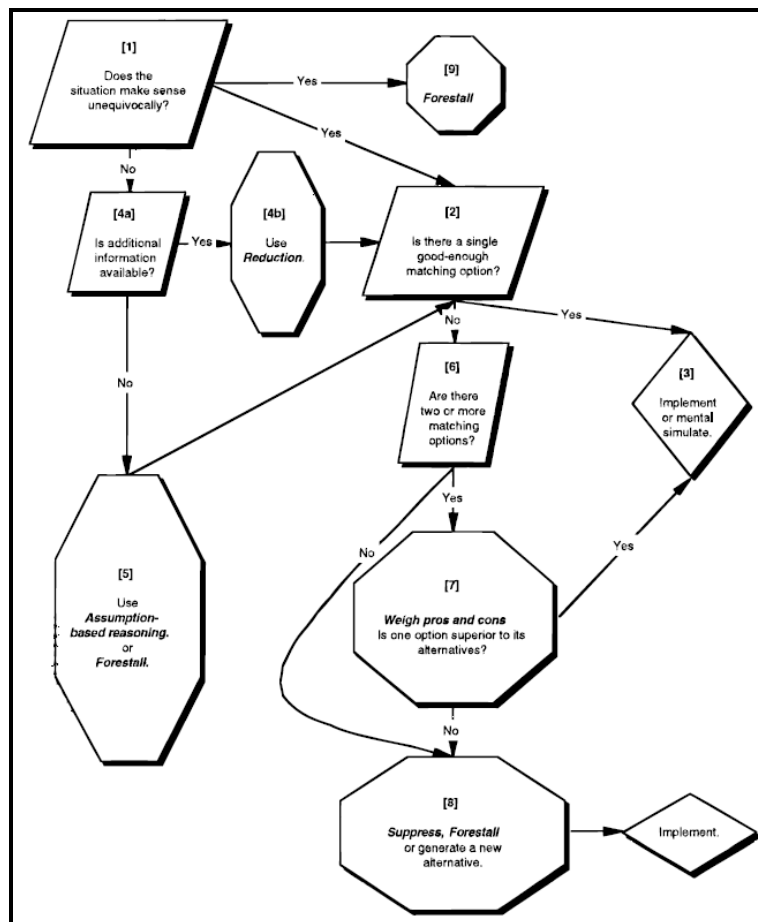 [1]
Does the
situation make sense
unequivocally?
Yes
[9]
Forestall
Yes
No
[4a]
Is additional
information
available?
Yes
[4b]
Use
Reduction.
[2]
Is there a single
good-enough
matching option?
No
Yes
[6]
Are there
two or more
matching
options?
[3]
Implement
or mental
simulate.
No
Yes
No
Yes
[5]
Use
Assumption-
based reasoning.
or
Forestall.
[7]
Weigh pros and cons
Is one option superior to its
alternatives?
No
[8]
Suppress, Forestall
or generate a new
alternative.
Implement.